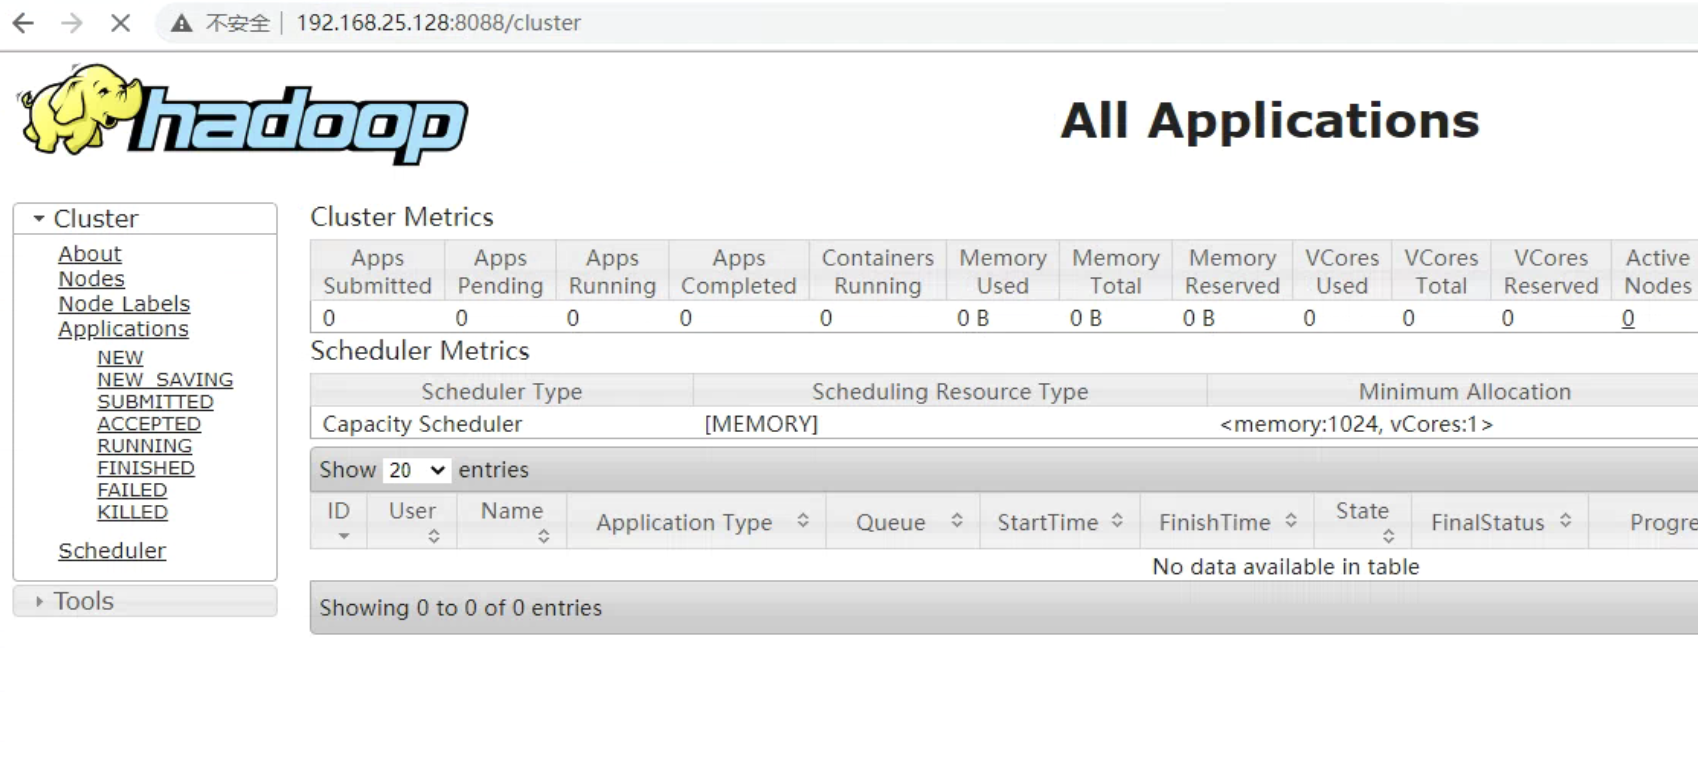 不安全 192.168.25.128:8088/cluster
hadoop
All Applications
Cluster
About
Nodes
Node Labels
Applications
NEW
NEW_SAVING
SUBMITTED
ACCEPTED
RUNNING
FINISHED
FAILED
KILLED
Scheduler
Tools
Cluster Metrics
Apps Submitted Apps Pending Apps Running Apps Completed Containers Running Memory Used Memory Total Memory Reserved VCores Used VCores Total VCores Reserved Active Nodes
0 0 0 0 0 0 B 0 B 0 B 0 0 0 0
Scheduler Metrics
Scheduler Type Scheduling Resource Type Minimum Allocation
Capacity Scheduler [MEMORY] <memory:1024, vCores:1>
Show 20 entries
ID User Name Application Type Queue StartTime FinishTime State FinalStatus Progre
No data available in table
Showing 0 to 0 of 0 entries